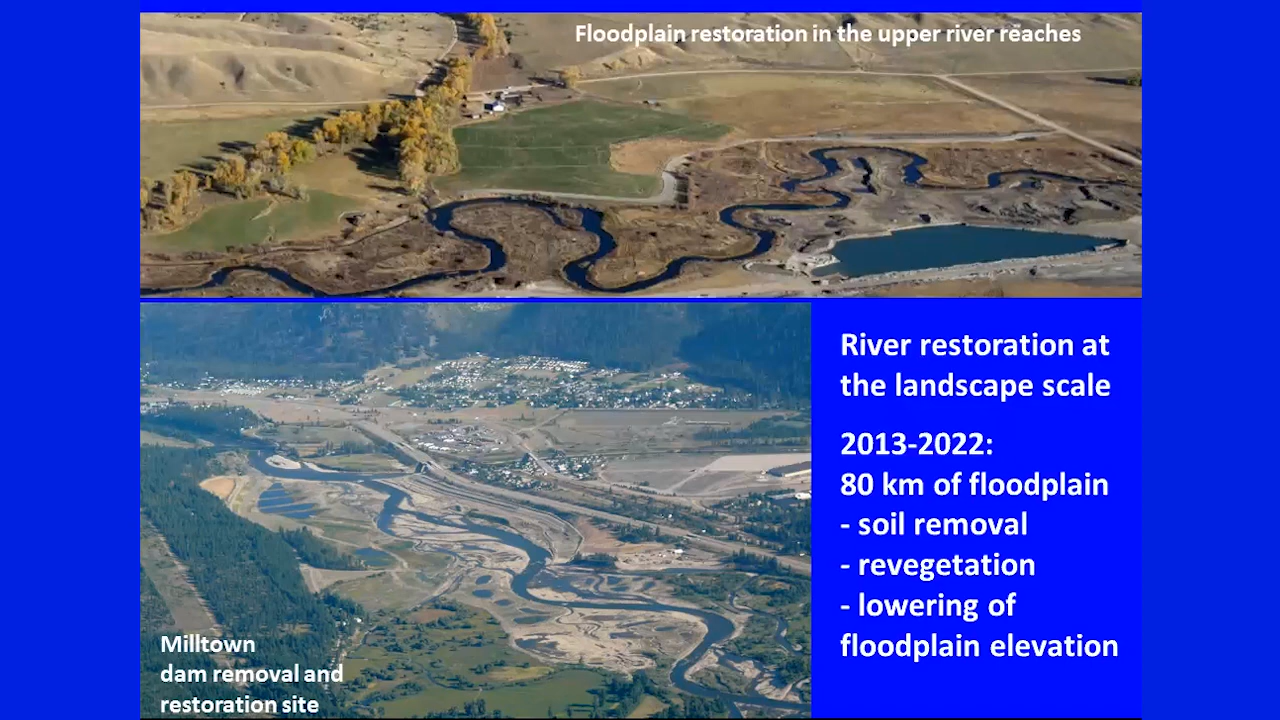 Floodplain restoration in the upper river reaches
River restoration at
the landscape scale
2013-2022:
80 km of floodplain
- soil removal
- revegetation
- lowering of
floodplain elevation
Milltown
dam removal and
restoration site